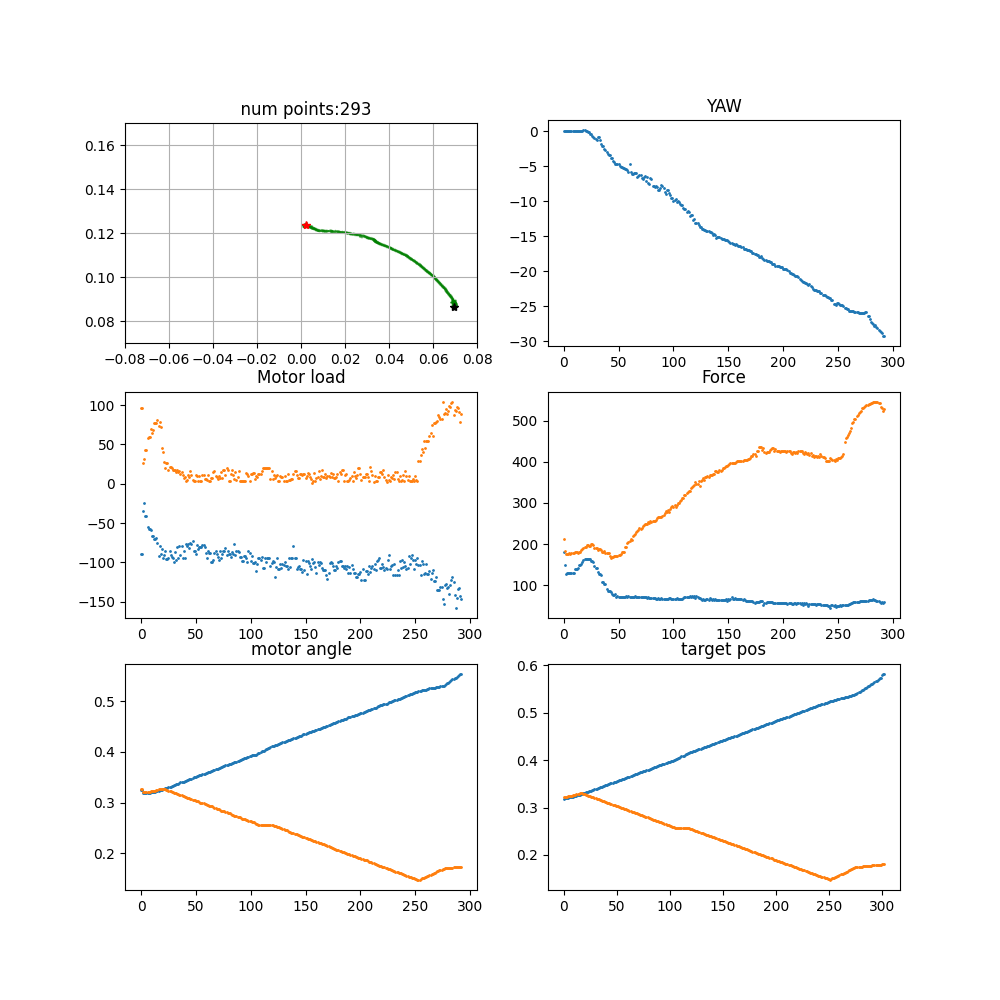 num points:293
YAW
0.16
0.14
0.12
0.10
0.08
−0.08 −0.06 −0.04 −0.02 0.00 0.02 0.04 0.06 0.08
0
−5
−10
−15
−20
−25
−30
0 50 100 150 200 250 300
Motor load
Force
100
50
0
−50
−100
−150
0 50 100 150 200 250 300
500
400
300
200
100
0 50 100 150 200 250 300
motor angle
target pos
0.5
0.4
0.3
0.2
0 50 100 150 200 250 300
0.6
0.5
0.4
0.3
0.2
0 50 100 150 200 250 300